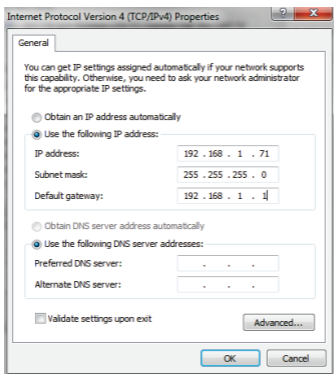 Internet Protocol Version 4 (TCP/IPv4) Properties
General
You can get IP settings assigned automatically if your network supports
this capability. Otherwise, you need to ask your network administrator
for the appropriate IP settings.
Obtain an IP address automatically
Use the following IP address:
IP address: 192 . 168 . 1 . 71
Subnet mask: 255 . 255 . 255 . 0
Default gateway: 192 . 168 . 1 . 1
Obtain DNS server address automatically
Use the following DNS server addresses:
Preferred DNS server: . . .
Alternate DNS server: . . .
Validate settings upon exit
Advanced...
OK Cancel